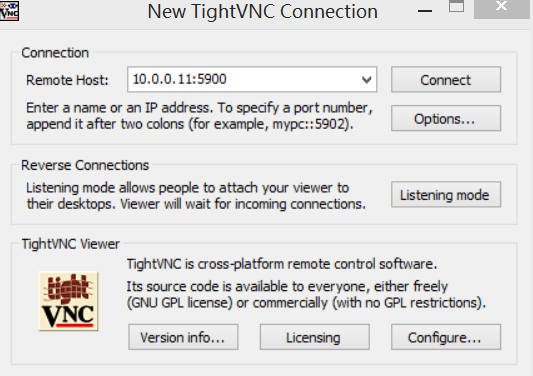 New TightVNC Connection
Connection
Remote Host: 10.0.0.11:5900 Connect
Enter a name or an IP address. To specify a port number,
append it after two colons (for example, mypc::5902).
Options...
Reverse Connections
Listening mode allows people to attach your viewer to
their desktops. Viewer will wait for incoming connections.
Listening mode
TightVNC Viewer
TightVNC is cross-platform remote control software.
Its source code is available to everyone, either freely
(GNU GPL license) or commercially (with no GPL restrictions).
tight
VNC
Version info... Licensing Configure...